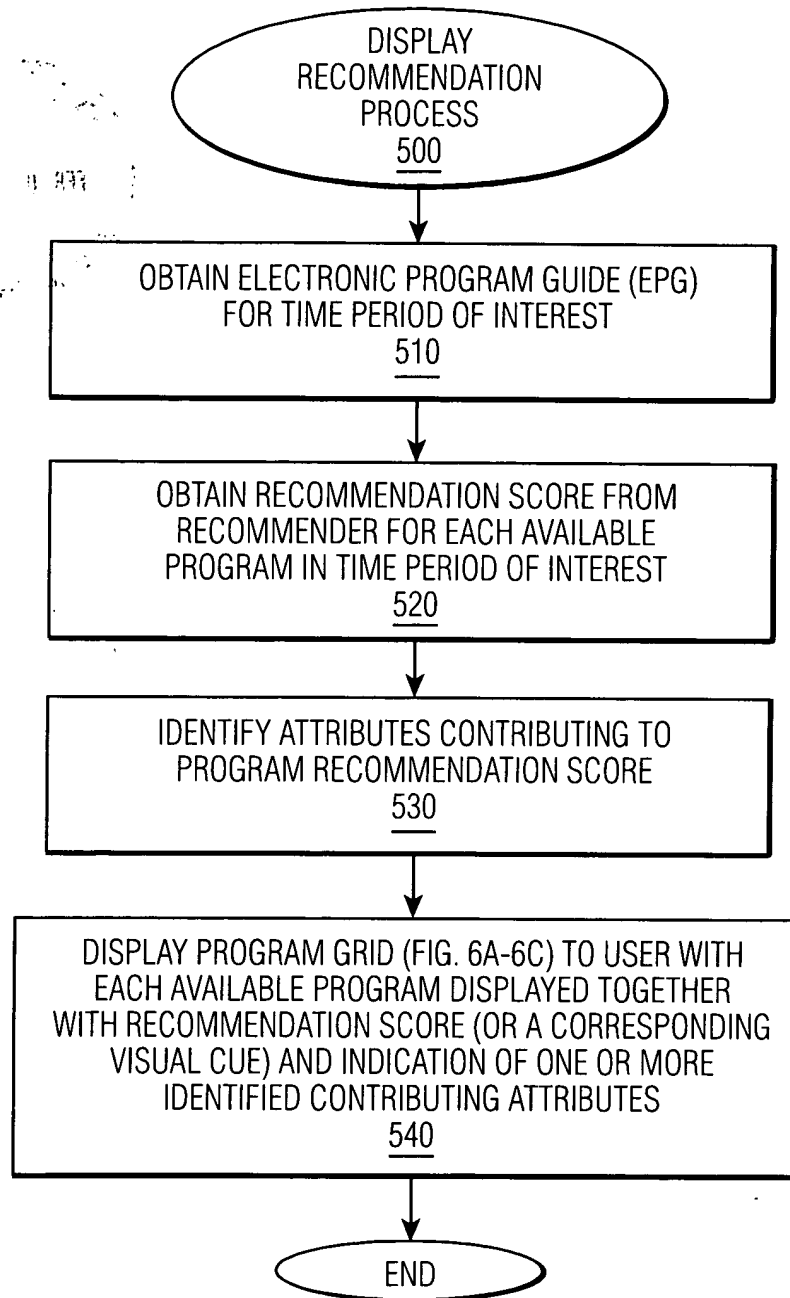 DISPLAY
RECOMMENDATION
PROCESS
500
OBTAIN ELECTRONIC PROGRAM GUIDE (EPG)
FOR TIME PERIOD OF INTEREST
510
OBTAIN RECOMMENDATION SCORE FROM
RECOMMENDER FOR EACH AVAILABLE
PROGRAM IN TIME PERIOD OF INTEREST
520
IDENTIFY ATTRIBUTES CONTRIBUTING TO
PROGRAM RECOMMENDATION SCORE
530
DISPLAY PROGRAM GRID (FIG. 6A-6C) TO USER WITH
EACH AVAILABLE PROGRAM DISPLAYED TOGETHER
WITH RECOMMENDATION SCORE (OR A CORRESPONDING
VISUAL CUE) AND INDICATION OF ONE OR MORE
IDENTIFIED CONTRIBUTING ATTRIBUTES
540
END